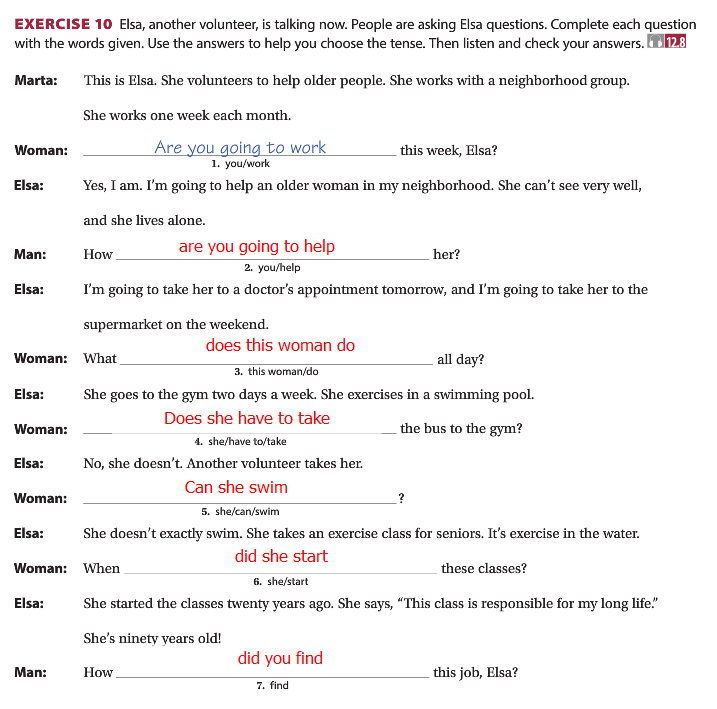 EXERCISE 10 Elsa, another volunteer, is talking now. People are asking Elsa questions. Complete each question
with the words given. Use the answers to help you choose the tense. Then listen and check your answers. 12.8
Marta: This is Elsa. She volunteers to help older people. She works with a neighborhood group.
She works one week each month.
Woman: Are you going to work this week, Elsa?
1. you/work
Elsa: Yes, I am. I'm going to help an older woman in my neighborhood. She can't see very well,
and she lives alone.
Man: How are you going to help her?
2. you/help
Elsa: I'm going to take her to a doctor's appointment tomorrow, and I'm going to take her to the
supermarket on the weekend.
Woman: What does this woman do all day?
3. this woman/do
Elsa: She goes to the gym two days a week. She exercises in a swimming pool.
Woman: Does she have to take the bus to the gym?
4. she/have to/take
Elsa: No, she doesn't. Another volunteer takes her.
Woman: Can she swim ?
5. she/can/swim
Elsa: She doesn't exactly swim. She takes an exercise class for seniors. It's exercise in the water.
Woman: When did she start these classes?
6. she/start
Elsa: She started the classes twenty years ago. She says, "This class is responsible for my long life."
She's ninety years old!
Man: How did you find this job, Elsa?
7. find